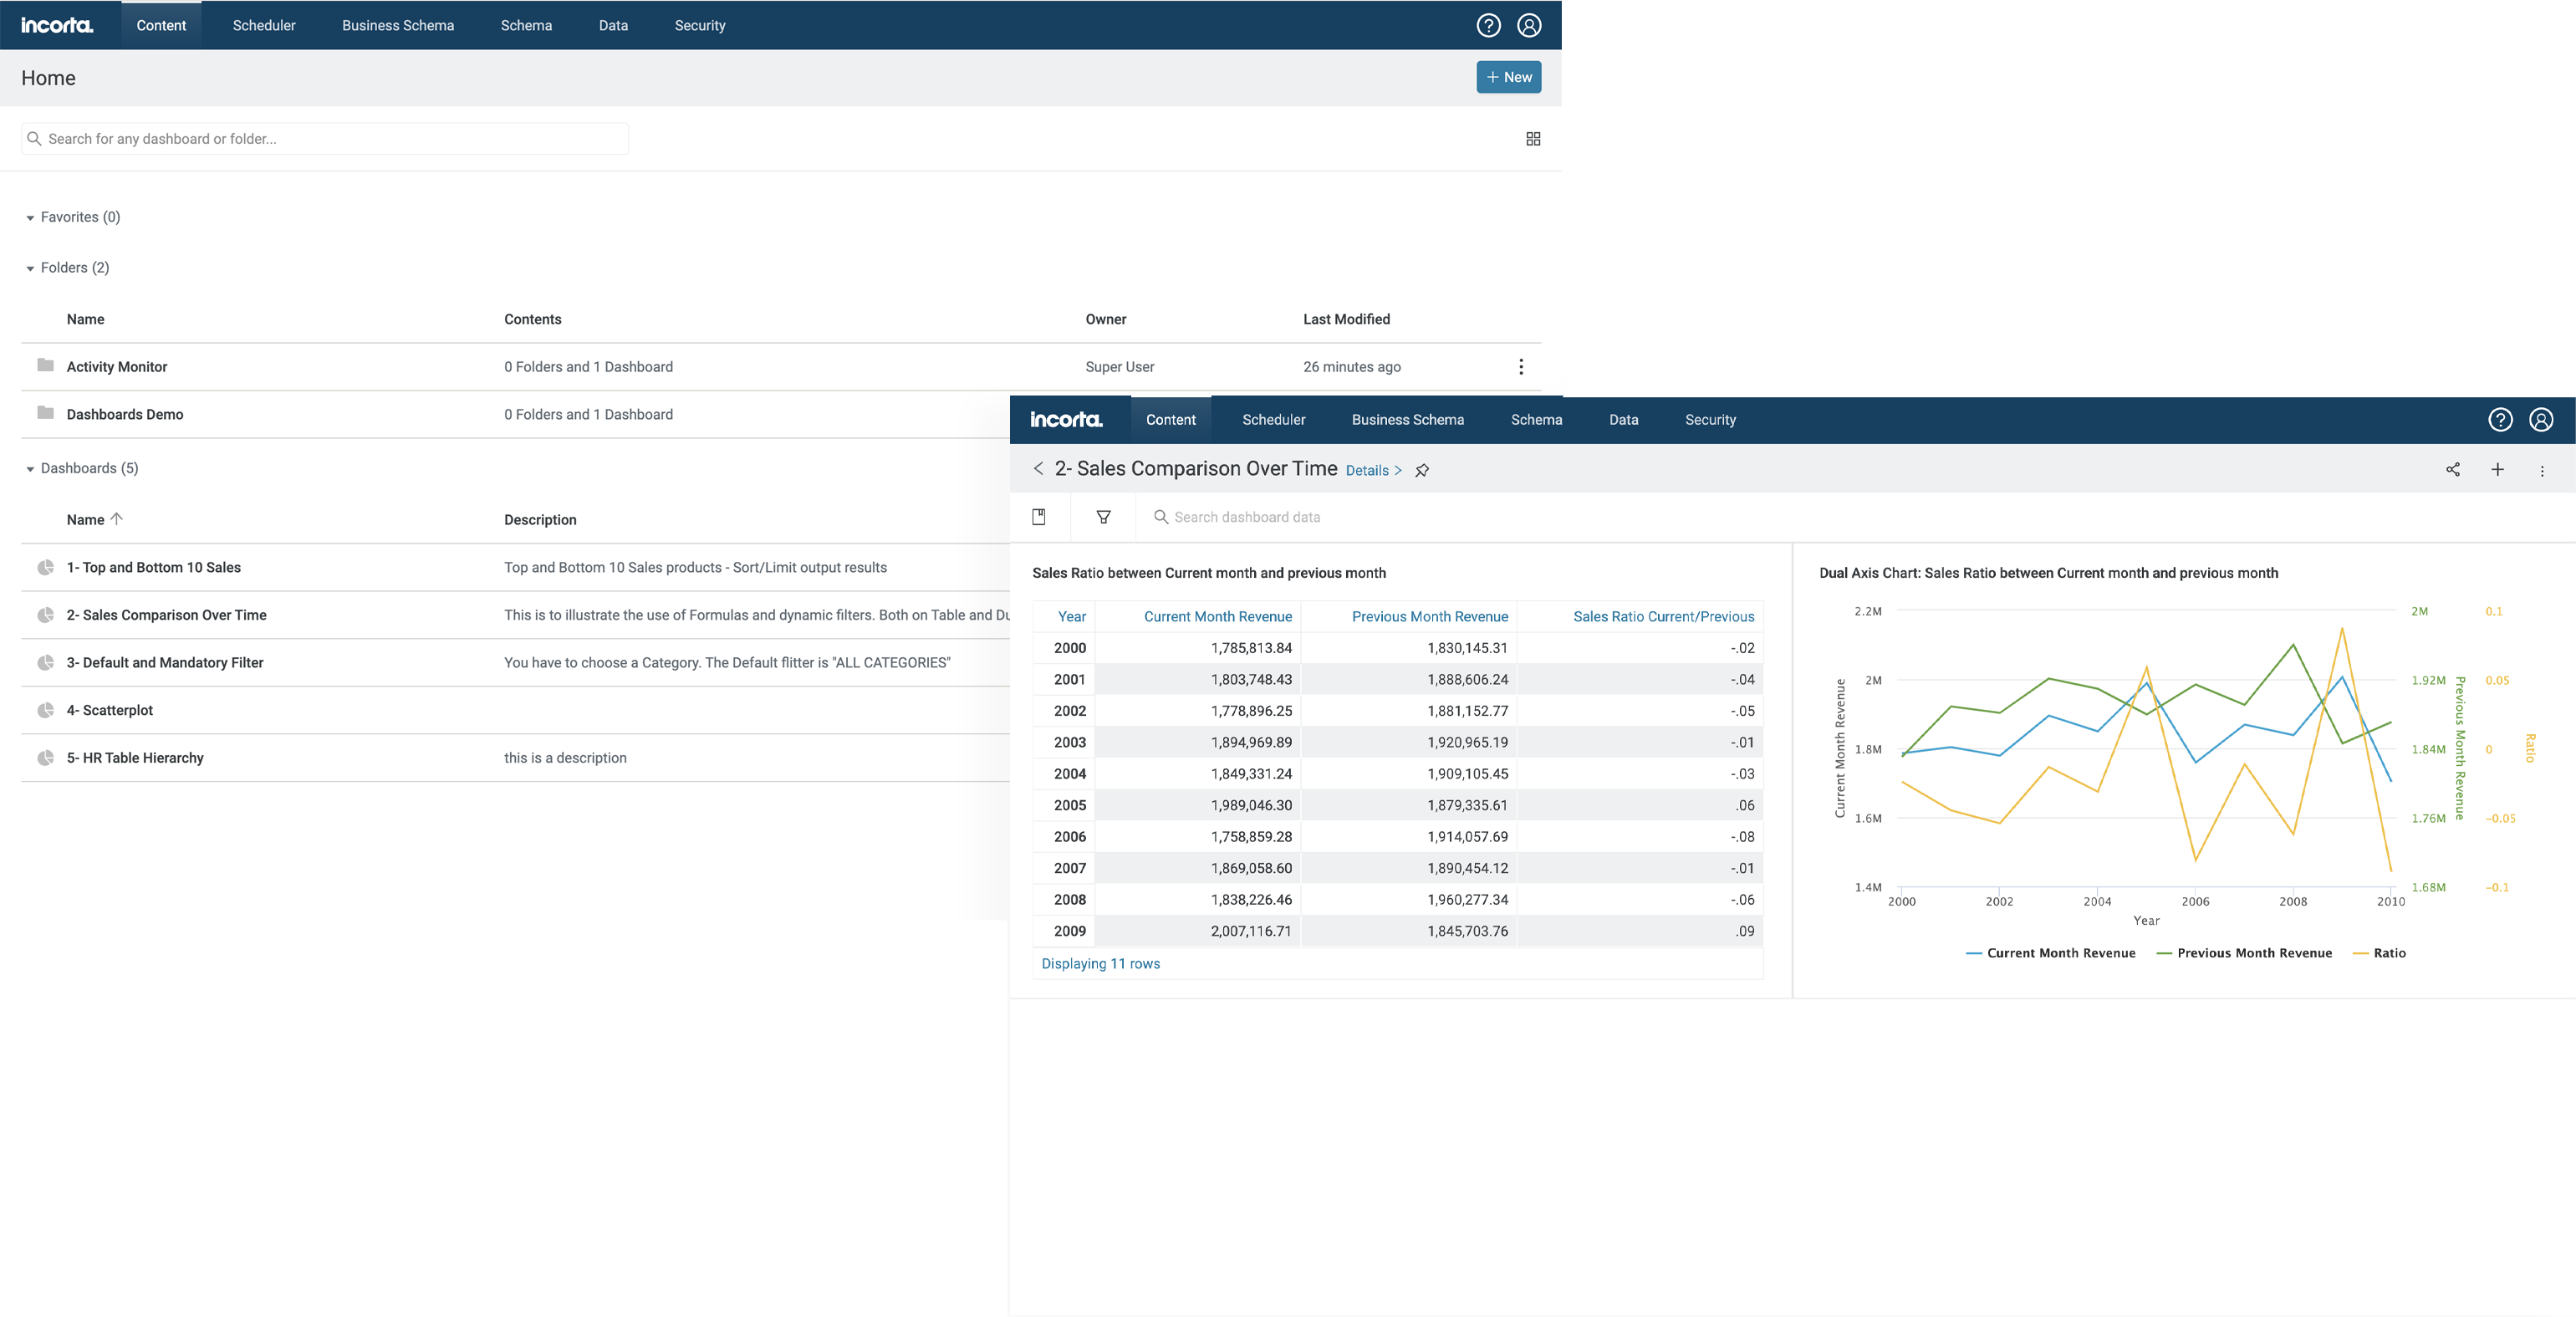 incorta. Content Scheduler Business Schema Schema Data Security
Home
+ New
Search for any dashboard or folder...
Favorites (0)
Folders (2)
Name Contents Owner Last Modified
Activity Monitor 0 Folders and 1 Dashboard Super User 26 minutes ago
Dashboards Demo 0 Folders and 1 Dashboard
Dashboards (5)
Name Description
1- Top and Bottom 10 Sales Top and Bottom 10 Sales products - Sort/Limit output results
2- Sales Comparison Over Time This is to illustrate the use of Formulas and dynamic filters. Both on Table and
3- Default and Mandatory Filter You have to choose a Category. The Default flitter is "ALL CATEGORIES"
4- Scatterplot
5- HR Table Hierarchy this is a description
incorta. Content Scheduler Business Schema Schema Data Security
2- Sales Comparison Over Time Details >
Search dashboard data
Sales Ratio between Current month and previous month
Year Current Month Revenue Previous Month Revenue Sales Ratio Current/Previous
2000 1,785,813.84 1,830,145.31 -.02
2001 1,803,748.43 1,888,606.24 -.04
2002 1,778,896.25 1,881,152.77 -.05
2003 1,894,969.89 1,920,965.19 -.01
2004 1,849,331.24 1,909,105.45 -.03
2005 1,989,046.30 1,879,335.61 .06
2006 1,758,859.28 1,914,057.69 -.08
2007 1,869,058.60 1,890,454.12 -.01
2008 1,838,226.46 1,960,277.34 -.06
2009 2,007,116.71 1,845,703.76 .09
Displaying 11 rows
Dual Axis Chart: Sales Ratio between Current month and previous month
2.2M 2M 0.1
2M 1.92M 0.05
1.8M 1.84M 0
1.6M 1.76M -0.05
1.4M 1.68M -0.1
Current Month Revenue
Previous Month Revenue
Ratio
2000 2002 2004 2006 2008 2010
Year
Current Month Revenue Previous Month Revenue Ratio